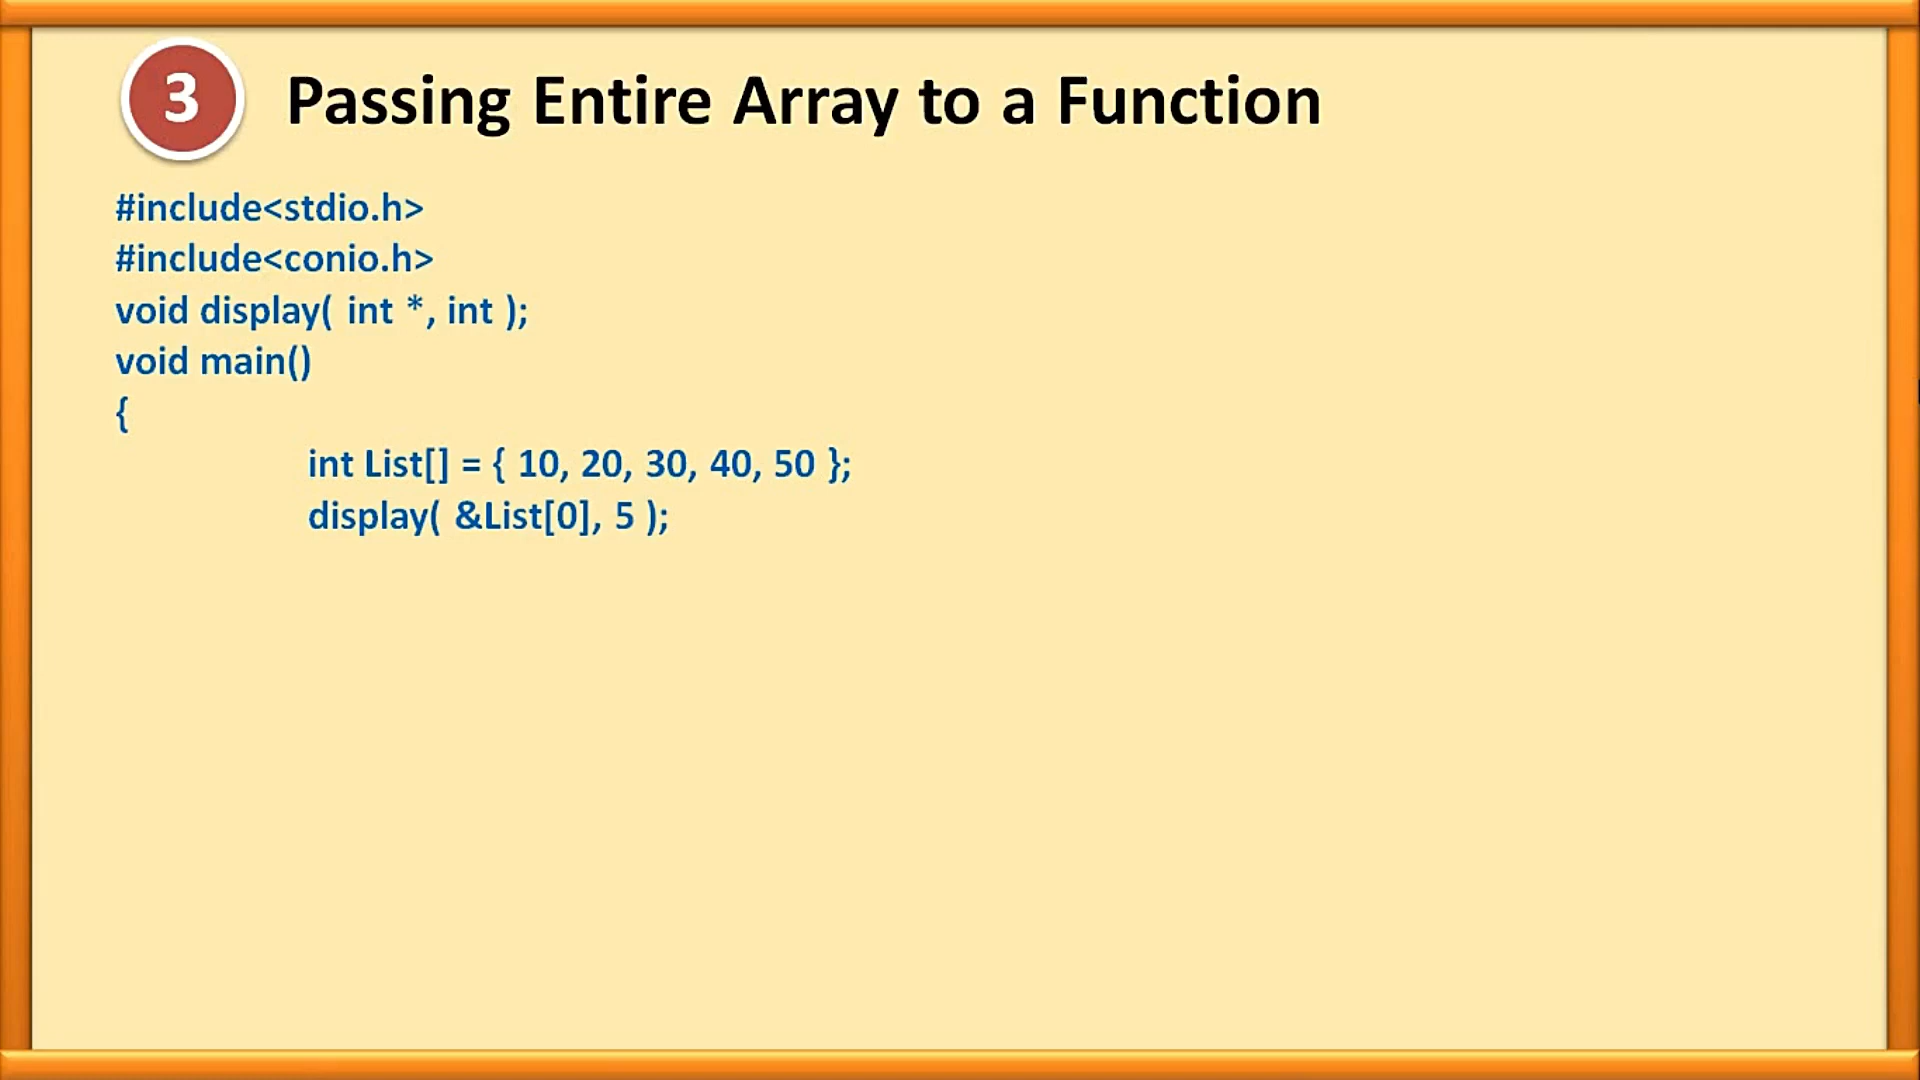 3 Passing Entire Array to a Function
#include<stdio.h>
#include<conio.h>
void display( int *, int );
void main()
{
int List[] = { 10, 20, 30, 40, 50 };
display( &List[0], 5 );